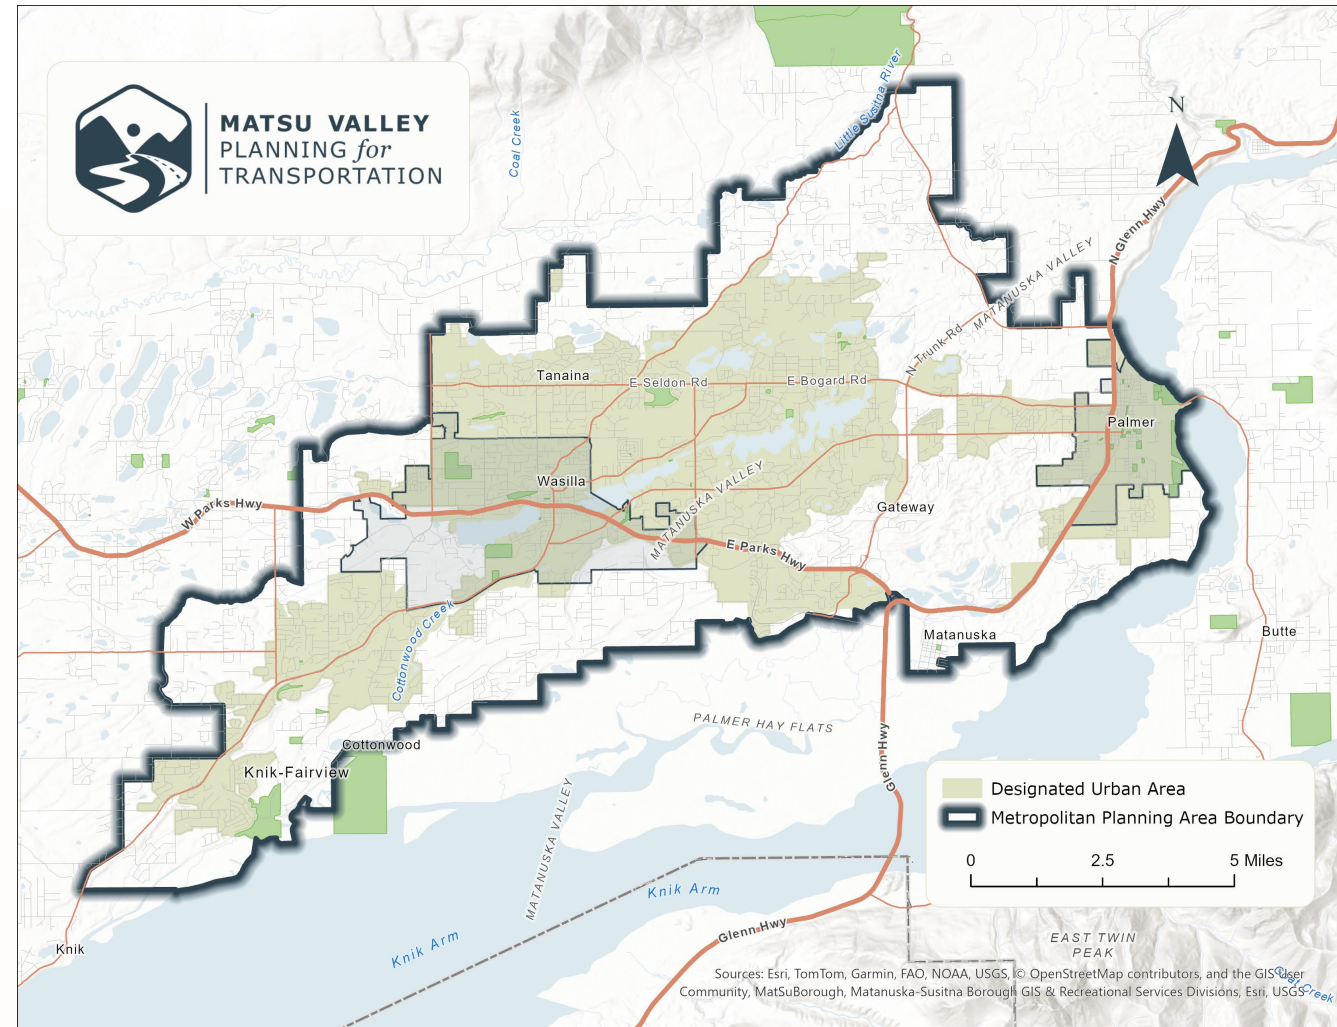 MATSU VALLEY
PLANNING for
TRANSPORTATION
Coal Creek
Little Susitna River
N
N Glenn Hwy
MATANUSKA VALLEY
N Trunk Rd
Tanaina
E Seldon Rd
E Bogard Rd
Palmer
Wasilla
MATANUSKA VALLEY
W Parks Hwy
Gateway
E Parks Hwy
Cottonwood Creek
Matanuska
Butte
PALMER HAY FLATS
Cottonwood
Glenn Hwy
Knik-Fairview
MATANUSKA VALLEY
Designated Urban Area
Metropolitan Planning Area Boundary
0 2.5 5 Miles
Knik Arm
Knik Arm
Glenn Hwy
Knik
EAST TWIN
PEAK
Goat Creek
Sources: Esri, TomTom, Garmin, FAO, NOAA, USGS, © OpenStreetMap contributors, and the GIS User
Community, MatSuBorough, Matanuska-Susitna Borough GIS & Recreational Services Divisions, Esri, USGS